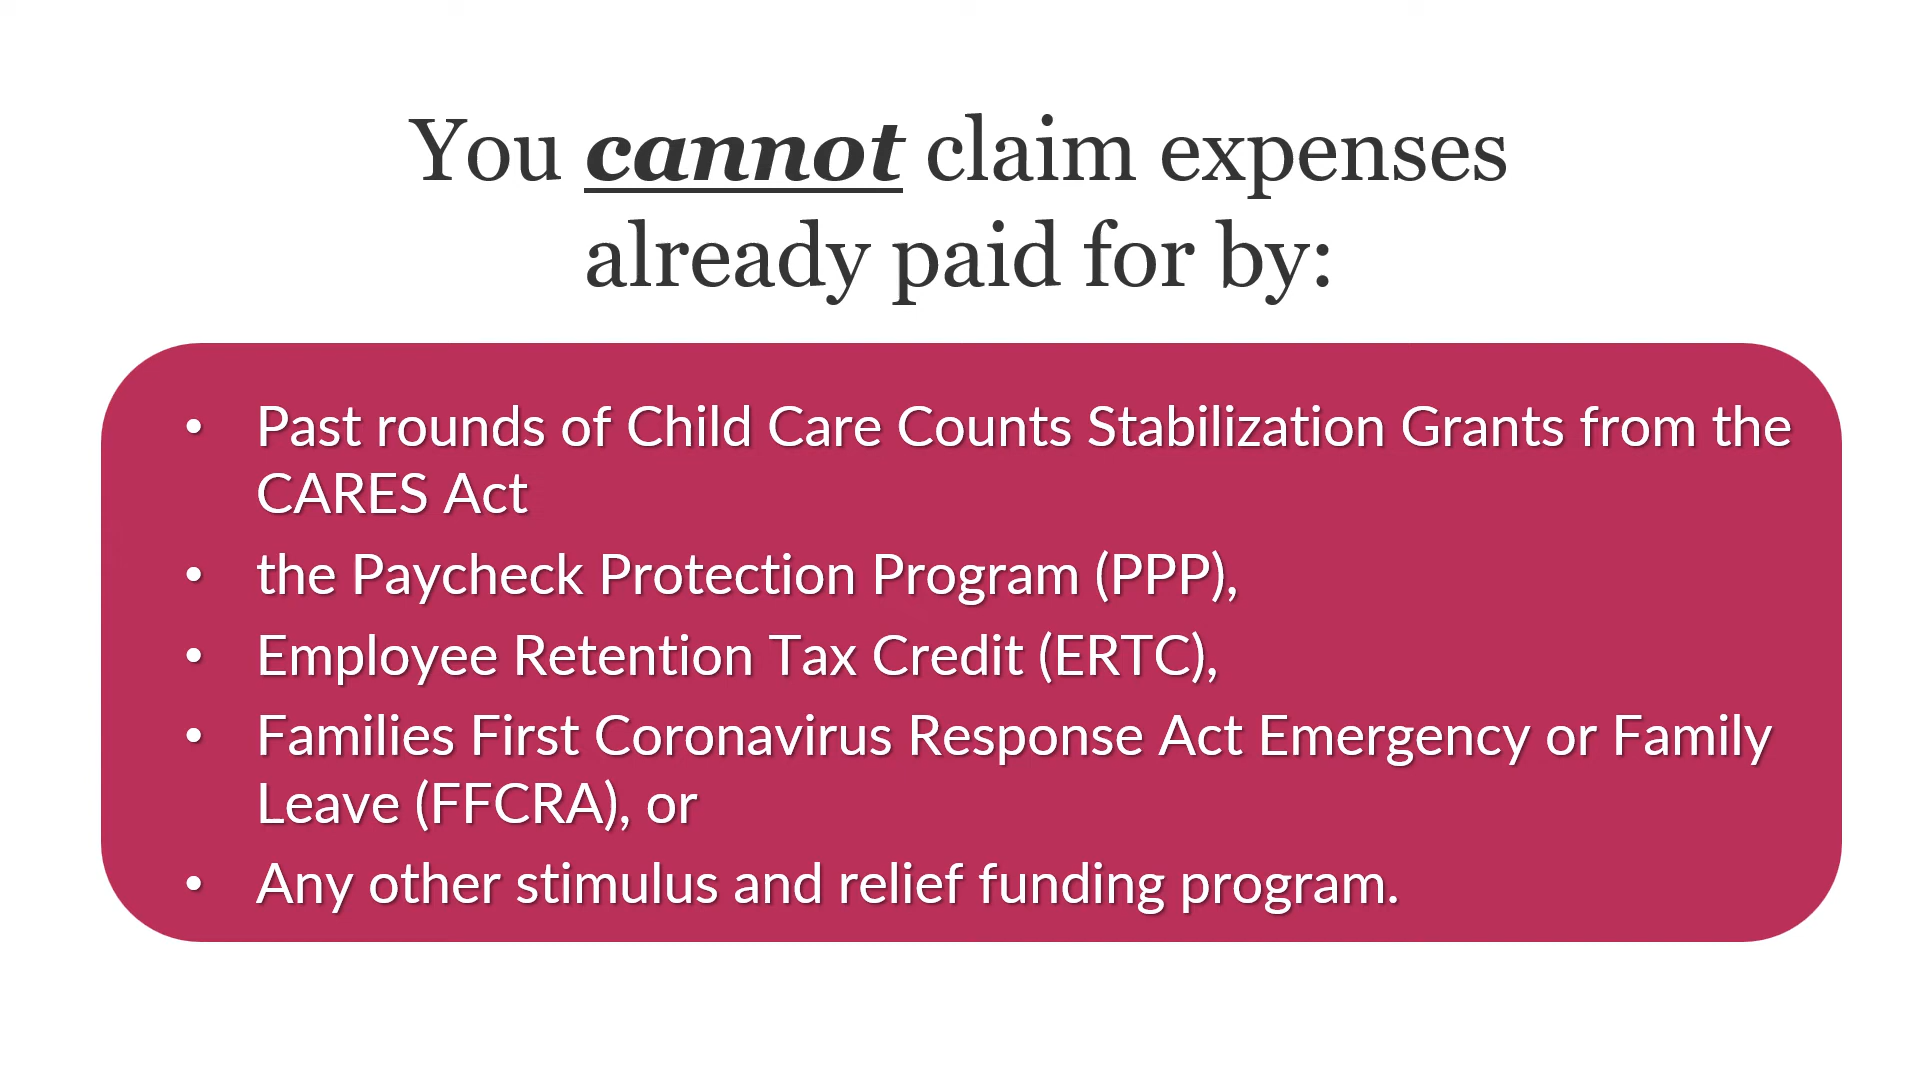 You cannot claim expenses
already paid for by:
• Past rounds of Child Care Counts Stabilization Grants from the
CARES Act
• the Paycheck Protection Program (PPP),
• Employee Retention Tax Credit (ERTC),
• Families First Coronavirus Response Act Emergency or Family
Leave (FFCRA), or
• Any other stimulus and relief funding program.